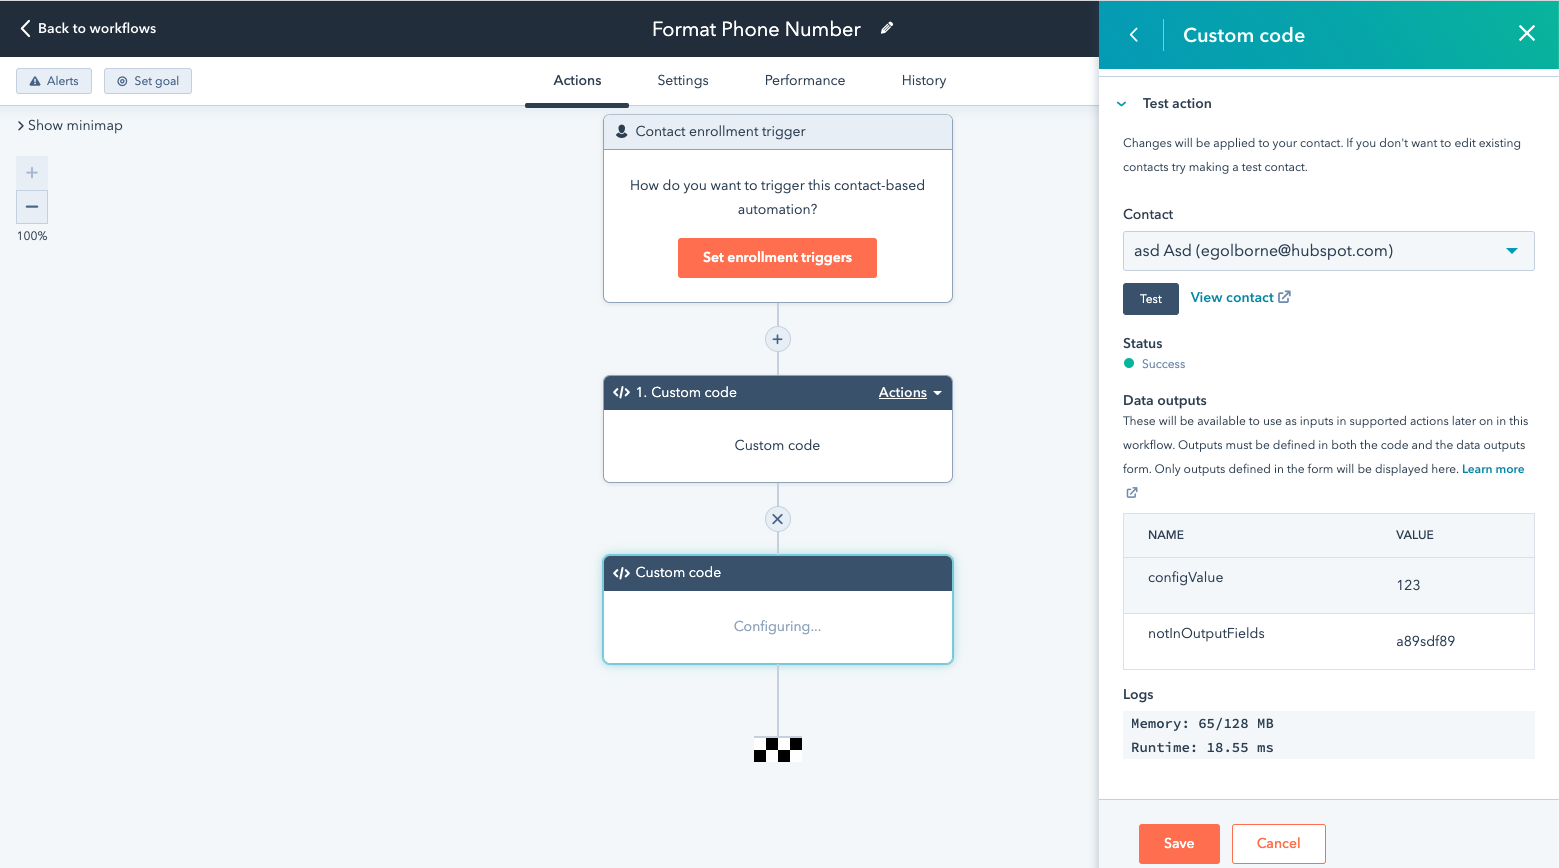 Back to workflows
Format Phone Number
Alerts
Set goal
Actions
Settings
Performance
History
Show minimap
100%
Contact enrollment trigger
How do you want to trigger this contact-based
automation?
Set enrollment triggers
1. Custom code
Actions
Custom code
Custom code
Configuring...
Custom code
Test action
Changes will be applied to your contact. If you don't want to edit existing
contacts try making a test contact.
Contact
asd Asd (egolborne@hubspot.com)
Test
View contact
Status
Success
Data outputs
These will be available to use as inputs in supported actions later on in this
workflow. Outputs must be defined in both the code and the data outputs
form. Only outputs defined in the form will be displayed here. Learn more
NAME VALUE
configValue 123
notInOutputFields a89sdf89
Logs
Memory: 65/128 MB
Runtime: 18.55 ms
Save
Cancel